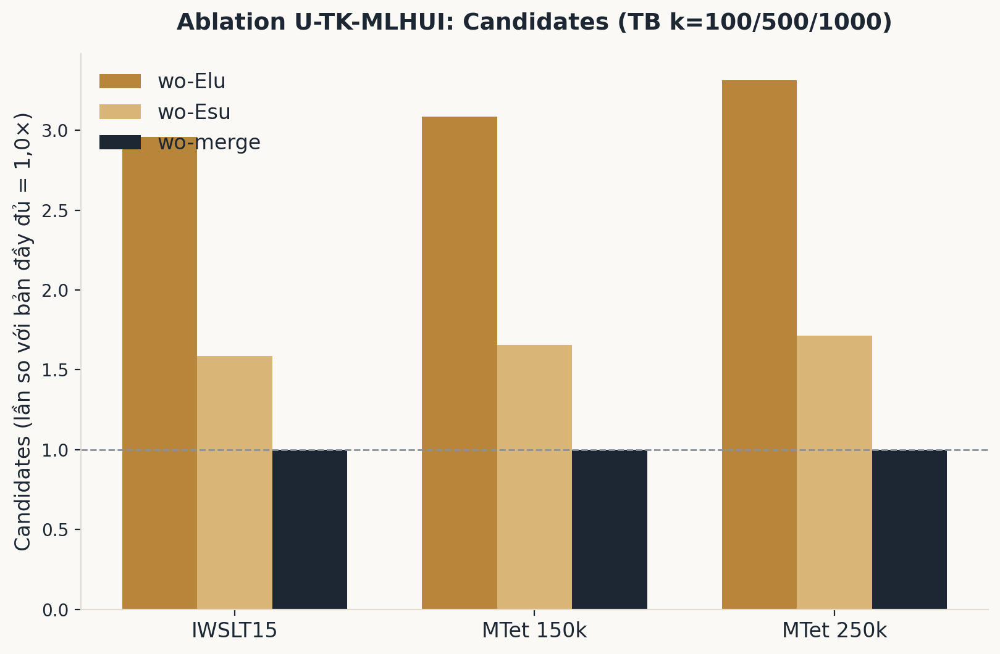 Ablation U-TK-MLHUI: Candidates (TB k=100/500/1000)
Candidates (lần so với bản đầy đủ = 1,0×)
wo-Elu
wo-Esu
wo-merge
3.0
2.5
2.0
1.5
1.0
0.5
0.0
IWSLT15
MTet 150k
MTet 250k